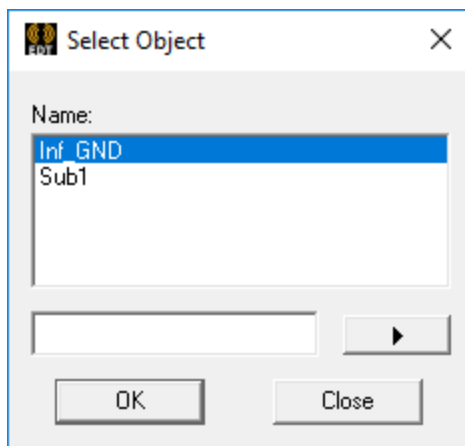 EDT Select Object
Name:
Inf_GND
Sub1
OK Close